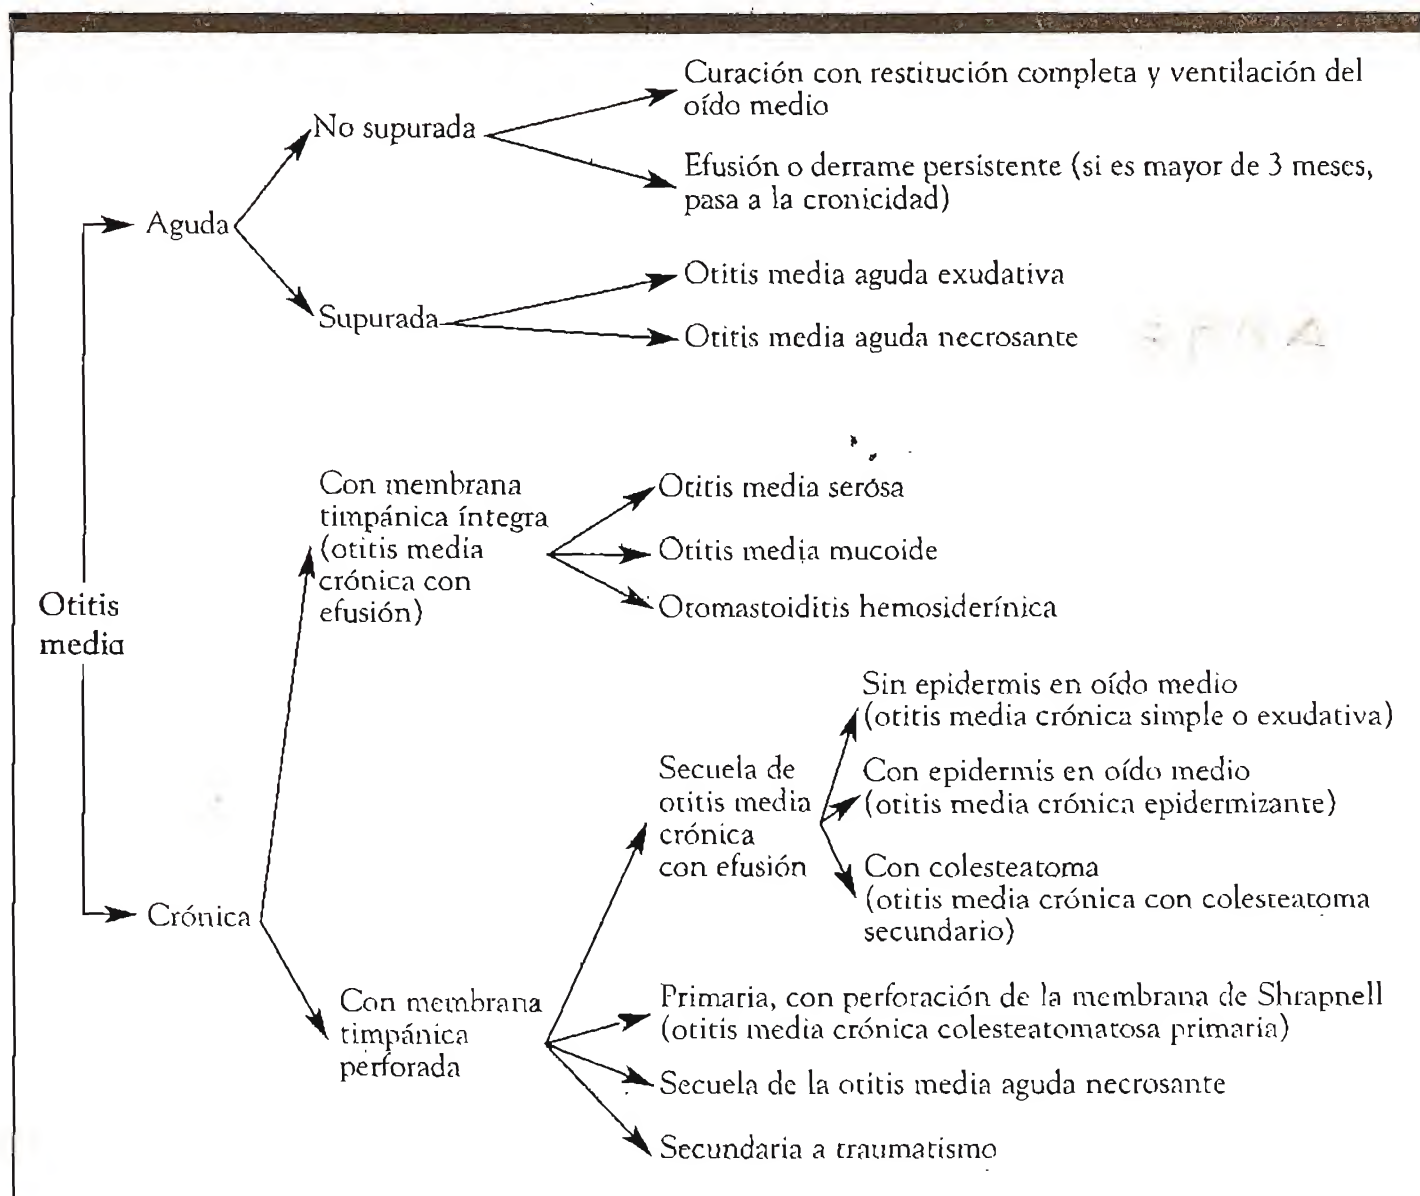 Curación con restitución completa y ventilación del
oído medio
No supurada
Efusión o derrame persistente (si es mayor de 3 meses,
pasa a la cronicidad)
Aguda
Otitis media aguda exudativa
Supurada
Otitis media aguda necrosante
Con membrana
timpánica íntegra
(otitis media
crónica con
efusión)
Otitis media serosa
Otitis media mucoide
Otomastoiditis hemosiderínica
Otitis
media
Sin epidermis en oído medio
(otitis media crónica simple o exudativa)
Secuela de
otitis media
crónica
con efusión
Con epidermis en oído medio
(otitis media crónica epidermizante)
Con colesteatoma
(otitis media crónica con colesteatoma
secundario)
Crónica
Con membrana
timpánica
perforada
Primaria, con perforación de la membrana de Shrapnell
(otitis media crónica colesteatomatosa primaria)
Secuela de la otitis media aguda necrosante
Secundaria a traumatismo